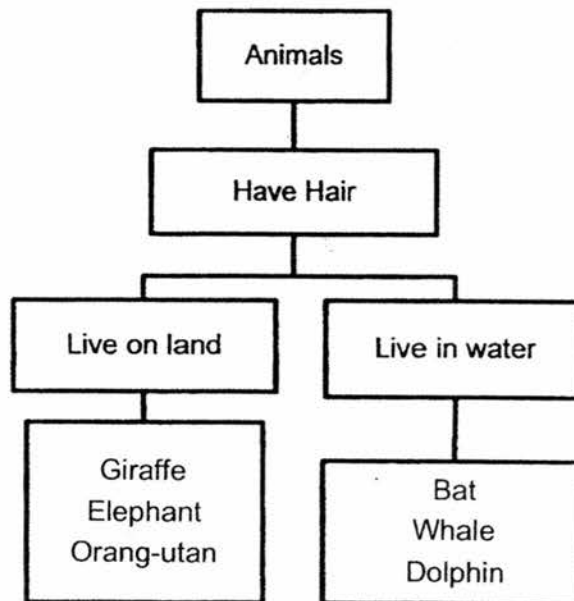 Animals
Have Hair
Live on land
Live in water
Giraffe
Elephant
Orang-utan
Bat
Whale
Dolphin